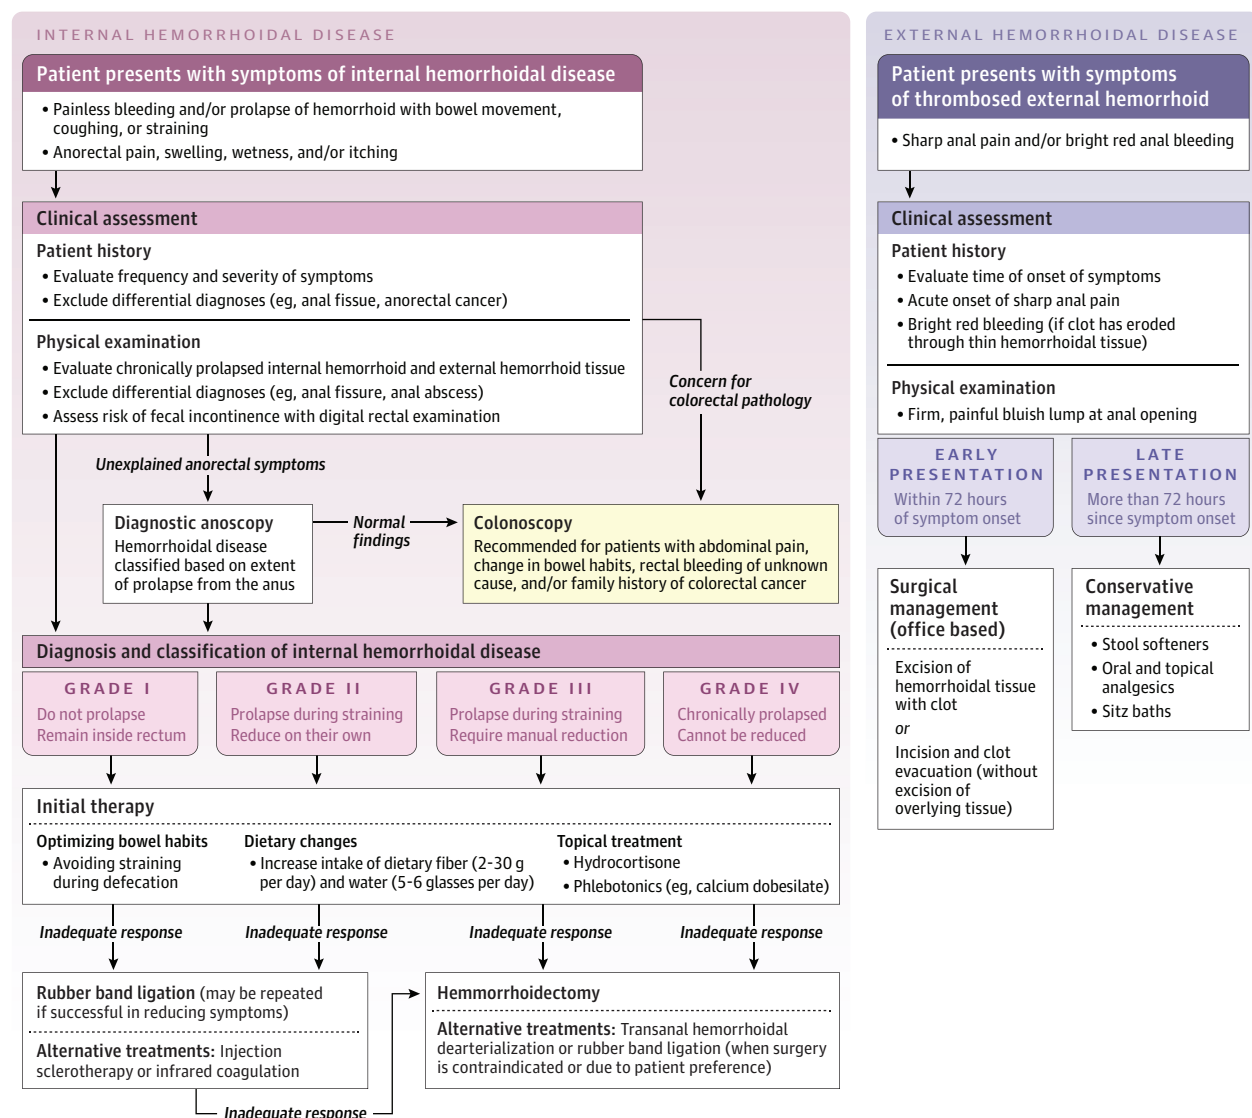 INTERNAL HEMORRHOIDAL DISEASE
Patient presents with symptoms of internal hemorrhoidal disease
• Painless bleeding and/or prolapse of hemorrhoid with bowel movement,
coughing, or straining
• Anorectal pain, swelling, wetness, and/or itching
Clinical assessment
Patient history
• Evaluate frequency and severity of symptoms
• Exclude differential diagnoses (eg, anal fissure, anorectal cancer)
Physical examination
• Evaluate chronically prolapsed internal hemorrhoid and external hemorrhoid tissue
• Exclude differential diagnoses (eg, anal fissure, anal abscess)
• Assess risk of fecal incontinence with digital rectal examination
Concern for
colorectal pathology
Unexplained anorectal symptoms
Diagnostic anoscopy
Hemorrhoidal disease
classified based on extent
of prolapse from the anus
Normal
findings
Colonoscopy
Recommended for patients with abdominal pain,
change in bowel habits, rectal bleeding of unknown
cause, and/or family history of colorectal cancer
Diagnosis and classification of internal hemorrhoidal disease
GRADE I
Do not prolapse
Remain inside rectum
GRADE II
Prolapse during straining
Reduce on their own
GRADE III
Prolapse during straining
Require manual reduction
GRADE IV
Chronically prolapsed
Cannot be reduced
Initial therapy
Optimizing bowel habits
• Avoiding straining
during defecation
Dietary changes
• Increase intake of dietary fiber (2-30 g
per day) and water (5-6 glasses per day)
Topical treatment
• Hydrocortisone
• Phlebotonics (eg, calcium dobesilate)
Inadequate response
Inadequate response
Inadequate response
Inadequate response
Rubber band ligation (may be repeated
if successful in reducing symptoms)
Alternative treatments: Injection
sclerotherapy or infrared coagulation
Inadequate response
Hemmorrhoidectomy
Alternative treatments: Transanal hemorrhoidal
dearterialization or rubber band ligation (when surgery
is contraindicated or due to patient preference)
EXTERNAL HEMORRHOIDAL DISEASE
Patient presents with symptoms
of thrombosed external hemorrhoid
• Sharp anal pain and/or bright red anal bleeding
Clinical assessment
Patient history
• Evaluate time of onset of symptoms
• Acute onset of sharp anal pain
• Bright red bleeding (if clot has eroded
through thin hemorrhoidal tissue)
Physical examination
• Firm, painful bluish lump at anal opening
EARLY
PRESENTATION
Within 72 hours
of symptom onset
LATE
PRESENTATION
More than 72 hours
since symptom onset
Surgical
management
(office based)
Excision of
hemorrhoidal tissue
with clot
or
Incision and clot
evacuation (without
excision of
overlying tissue)
Conservative
management
• Stool softeners
• Oral and topical
analgesics
• Sitz baths